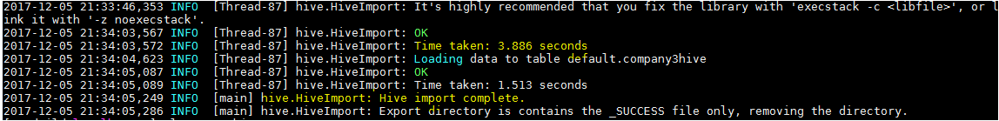 2017-12-05 21:33:46,353 INFO  [Thread-87] hive.HiveImport: It's highly recommended that you fix the library with 'execstack -c <libfile>', or l
ink it with '-z noexecstack'.
2017-12-05 21:34:03,567 INFO  [Thread-87] hive.HiveImport: OK
2017-12-05 21:34:03,572 INFO  [Thread-87] hive.HiveImport: Time taken: 3.886 seconds
2017-12-05 21:34:04,623 INFO  [Thread-87] hive.HiveImport: Loading data to table default.company3hive
2017-12-05 21:34:05,087 INFO  [Thread-87] hive.HiveImport: OK
2017-12-05 21:34:05,089 INFO  [Thread-87] hive.HiveImport: Time taken: 1.513 seconds
2017-12-05 21:34:05,249 INFO  [main] hive.HiveImport: Hive import complete.
2017-12-05 21:34:05,286 INFO  [main] hive.HiveImport: Export directory is contains the _SUCCESS file only, removing the directory.